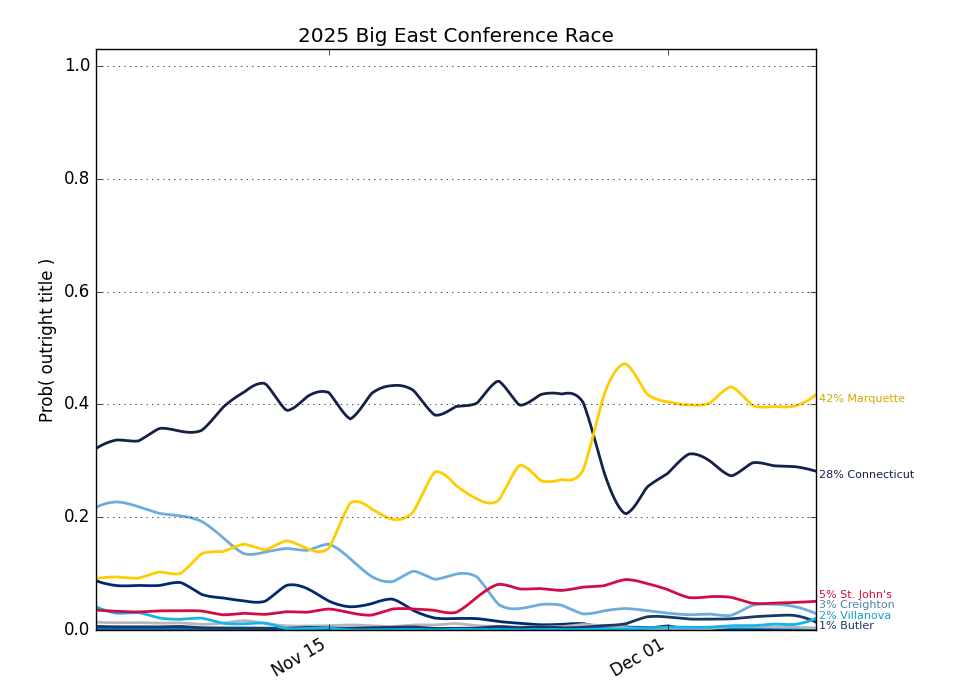 2025 Big East Conference Race
1.0
0.8
0.6
0.4
0.2
0.0
Prob( outright title )
Nov 15
Dec 01
42% Marquette
28% Connecticut
5% St. John's
3% Creighton
2% Villanova
1% Butler